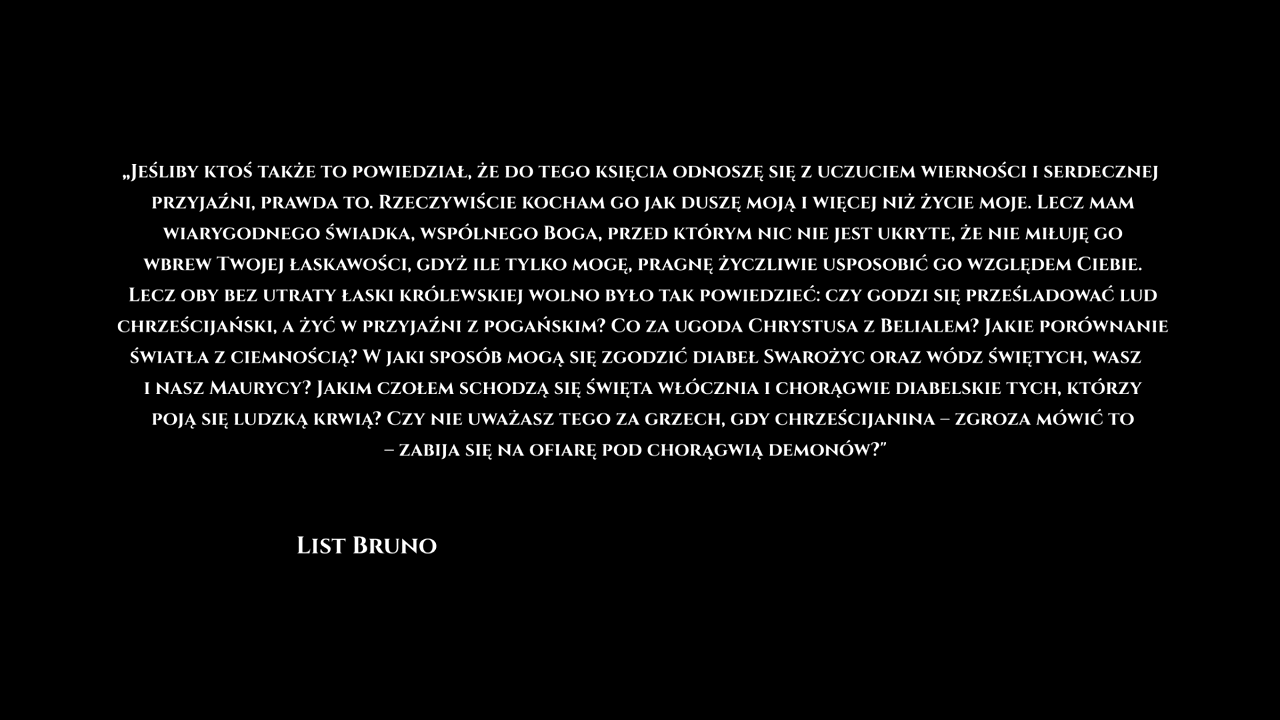 „Jeśliby ktoś także to powiedział, że do tego księcia odnoszę się z uczuciem wierności i serdecznej
przyjaźni, prawda to. Rzeczywiście kocham go jak duszę moją i więcej niż życie moje. Lecz mam
wiarygodnego świadka, wspólnego Boga, przed którym nic nie jest ukryte, że nie miłuję go
wbrew Twojej łaskawości, gdyż ile tylko mogę, pragnę życzliwie usposobić go względem Ciebie.
Lecz oby bez utraty łaski królewskiej wolno było tak powiedzieć: czy godzi się prześladować lud
chrześcijański, a żyć w przyjaźni z pogańskim? Co za ugoda Chrystusa z Belialem? Jakie porównanie
światła z ciemnością? W jaki sposób mogą się zgodzić diabeł Swarożyc oraz wódz świętych, wasz
i nasz Maurycy? Jakim czołem schodzą się święta włócznia i chorągwie diabelskie tych, którzy
poją się ludzką krwią? Czy nie uważasz tego za grzech, gdy chrześcijanina – zgroza mówić to
– zabija się na ofiarę pod chorągwią demonów?"
List Bruno